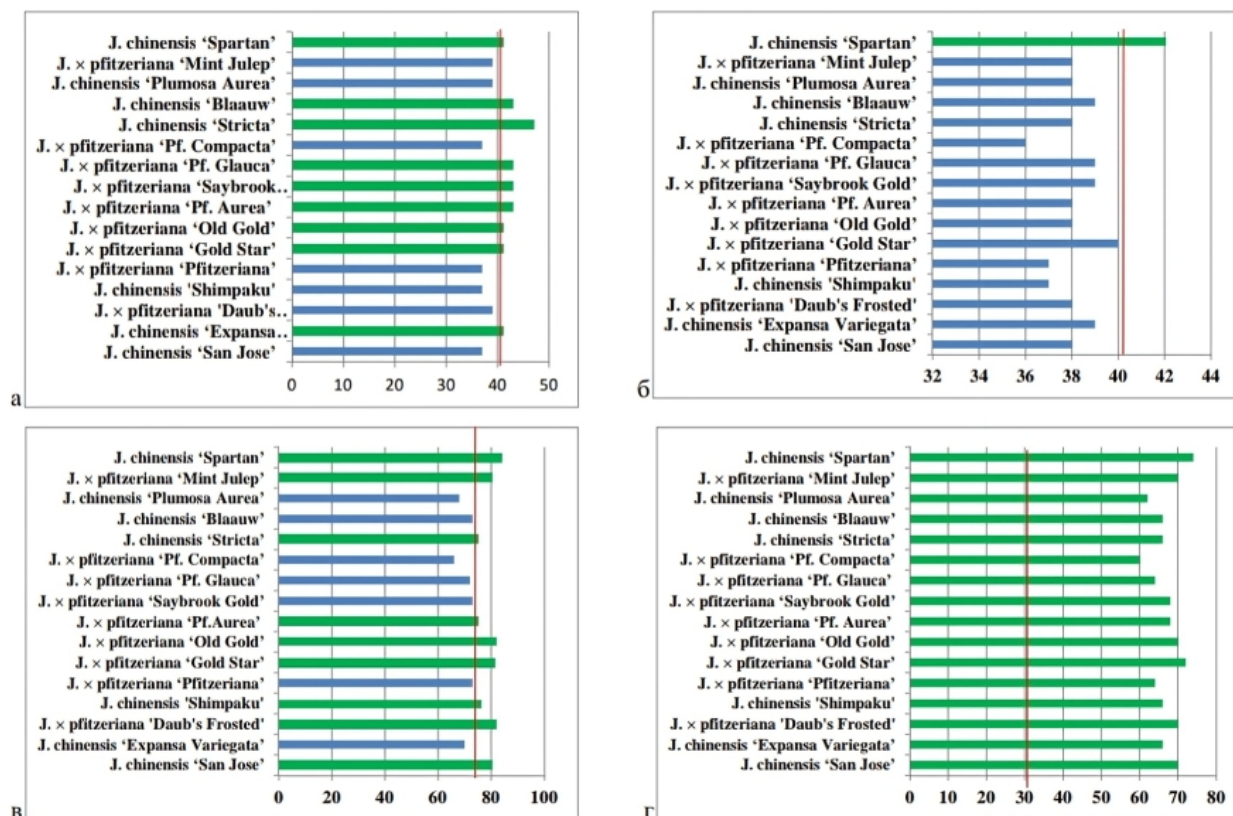 J. chinensis ‘Spartan’
J. × pfitzeriana ‘Mint Julep’
J. chinensis ‘Plumosa Aurea’
J. chinensis ‘Blaauw’
J. chinensis ‘Stricta’
J. × pfitzeriana ‘Pf. Compacta’
J. × pfitzeriana ‘Pf. Glauca’
J. × pfitzeriana ‘Saybrook..
J. × pfitzeriana ‘Pf. Aurea’
J. × pfitzeriana ‘Old Gold’
J. × pfitzeriana ‘Gold Star’
J. × pfitzeriana ‘Pfitzeriana’
J. chinensis 'Shimpaku'
J. × pfitzeriana 'Daub's..
J. chinensis ‘Expansa..
J. chinensis ‘San Jose’
0 10 20 30 40 50
а
J. chinensis ‘Spartan’
J. × pfitzeriana ‘Mint Julep’
J. chinensis ‘Plumosa Aurea’
J. chinensis ‘Blaauw’
J. chinensis ‘Stricta’
J. × pfitzeriana ‘Pf. Compacta’
J. × pfitzeriana ‘Pf. Glauca’
J. × pfitzeriana ‘Saybrook Gold’
J. × pfitzeriana ‘Pf. Aurea’
J. × pfitzeriana ‘Old Gold’
J. × pfitzeriana ‘Gold Star’
J. × pfitzeriana ‘Pfitzeriana’
J. chinensis 'Shimpaku'
J. × pfitzeriana 'Daub's Frosted'
J. chinensis ‘Expansa Variegata’
J. chinensis ‘San Jose’
32 34 36 38 40 42 44
б
J. chinensis ‘Spartan’
J. × pfitzeriana ‘Mint Julep’
J. chinensis ‘Plumosa Aurea’
J. chinensis ‘Blaauw’
J. chinensis ‘Stricta’
J. × pfitzeriana ‘Pf. Compacta’
J. × pfitzeriana ‘Pf. Glauca’
J. × pfitzeriana ‘Saybrook Gold’
J. × pfitzeriana ‘Pf.Aurea’
J. × pfitzeriana ‘Old Gold’
J. × pfitzeriana ‘Gold Star’
J. × pfitzeriana ‘Pfitzeriana’
J. chinensis 'Shimpaku'
J. × pfitzeriana 'Daub's Frosted'
J. chinensis ‘Expansa Variegata’
J. chinensis ‘San Jose’
0 20 40 60 80 100
в
J. chinensis ‘Spartan’
J. × pfitzeriana ‘Mint Julep’
J. chinensis ‘Plumosa Aurea’
J. chinensis ‘Blaauw’
J. chinensis ‘Stricta’
J. × pfitzeriana ‘Pf. Compacta’
J. × pfitzeriana ‘Pf. Glauca’
J. × pfitzeriana ‘Saybrook Gold’
J. × pfitzeriana ‘Pf. Aurea’
J. × pfitzeriana ‘Old Gold’
J. × pfitzeriana ‘Gold Star’
J. × pfitzeriana ‘Pfitzeriana’
J. chinensis 'Shimpaku'
J. × pfitzeriana 'Daub's Frosted'
J. chinensis ‘Expansa Variegata’
J. chinensis ‘San Jose’
0 10 20 30 40 50 60 70 80
г